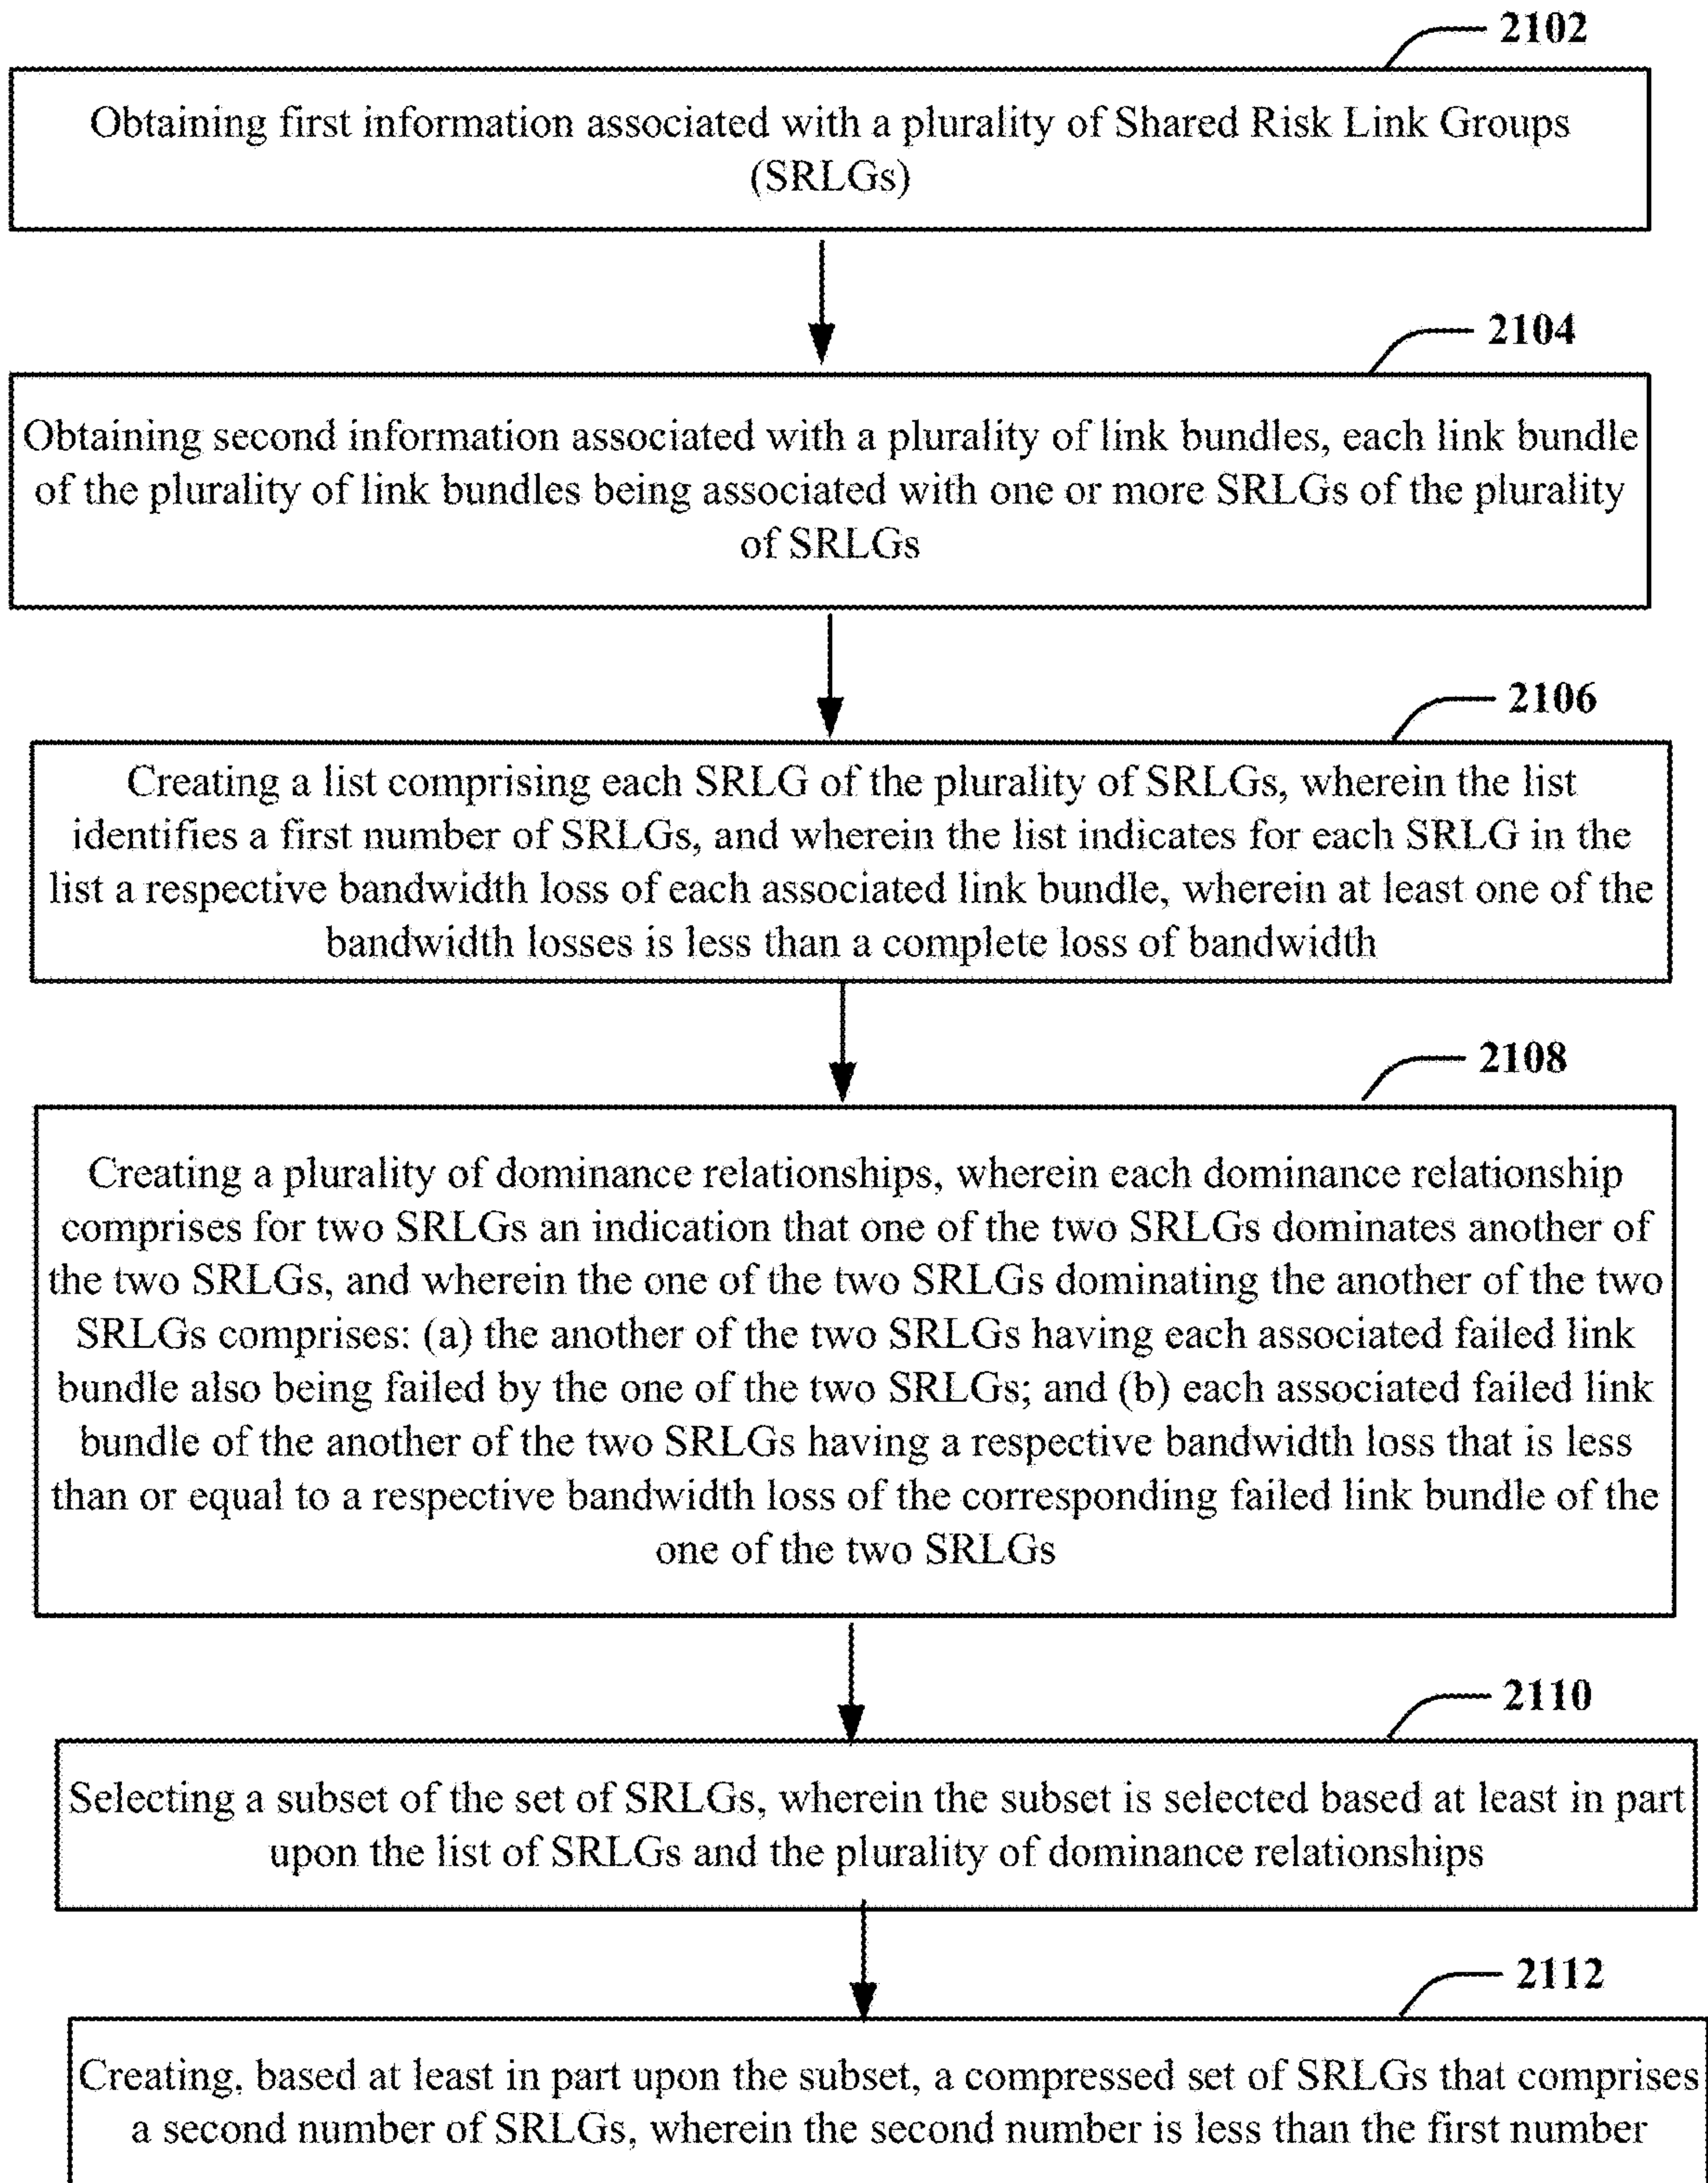 2102
Obtaining first information associated with a plurality of Shared Risk Link Groups
(SRLGs)
2104
Obtaining second information associated with a plurality of link bundles, each link bundle
of the plurality of link bundles being associated with one or more SRLGs of the plurality
of SRLGs
2106
Creating a list comprising each SRLG of the plurality of SRLGs, wherein the list
identifies a first number of SRLGs, and wherein the list indicates for each SRLG in the
list a respective bandwidth loss of each associated link bundle, wherein at least one of the
bandwidth losses is less than a complete loss of bandwidth
2108
Creating a plurality of dominance relationships, wherein each dominance relationship
comprises for two SRLGs an indication that one of the two SRLGs dominates another of
the two SRLGs, and wherein the one of the two SRLGs dominating the another of the two
SRLGs comprises: (a) the another of the two SRLGs having each associated failed link
bundle also being failed by the one of the two SRLGs; and (b) each associated failed link
bundle of the another of the two SRLGs having a respective bandwidth loss that is less
than or equal to a respective bandwidth loss of the corresponding failed link bundle of the
one of the two SRLGs
2110
Selecting a subset of the set of SRLGs, wherein the subset is selected based at least in part
upon the list of SRLGs and the plurality of dominance relationships
2112
Creating, based at least in part upon the subset, a compressed set of SRLGs that comprises
a second number of SRLGs, wherein the second number is less than the first number